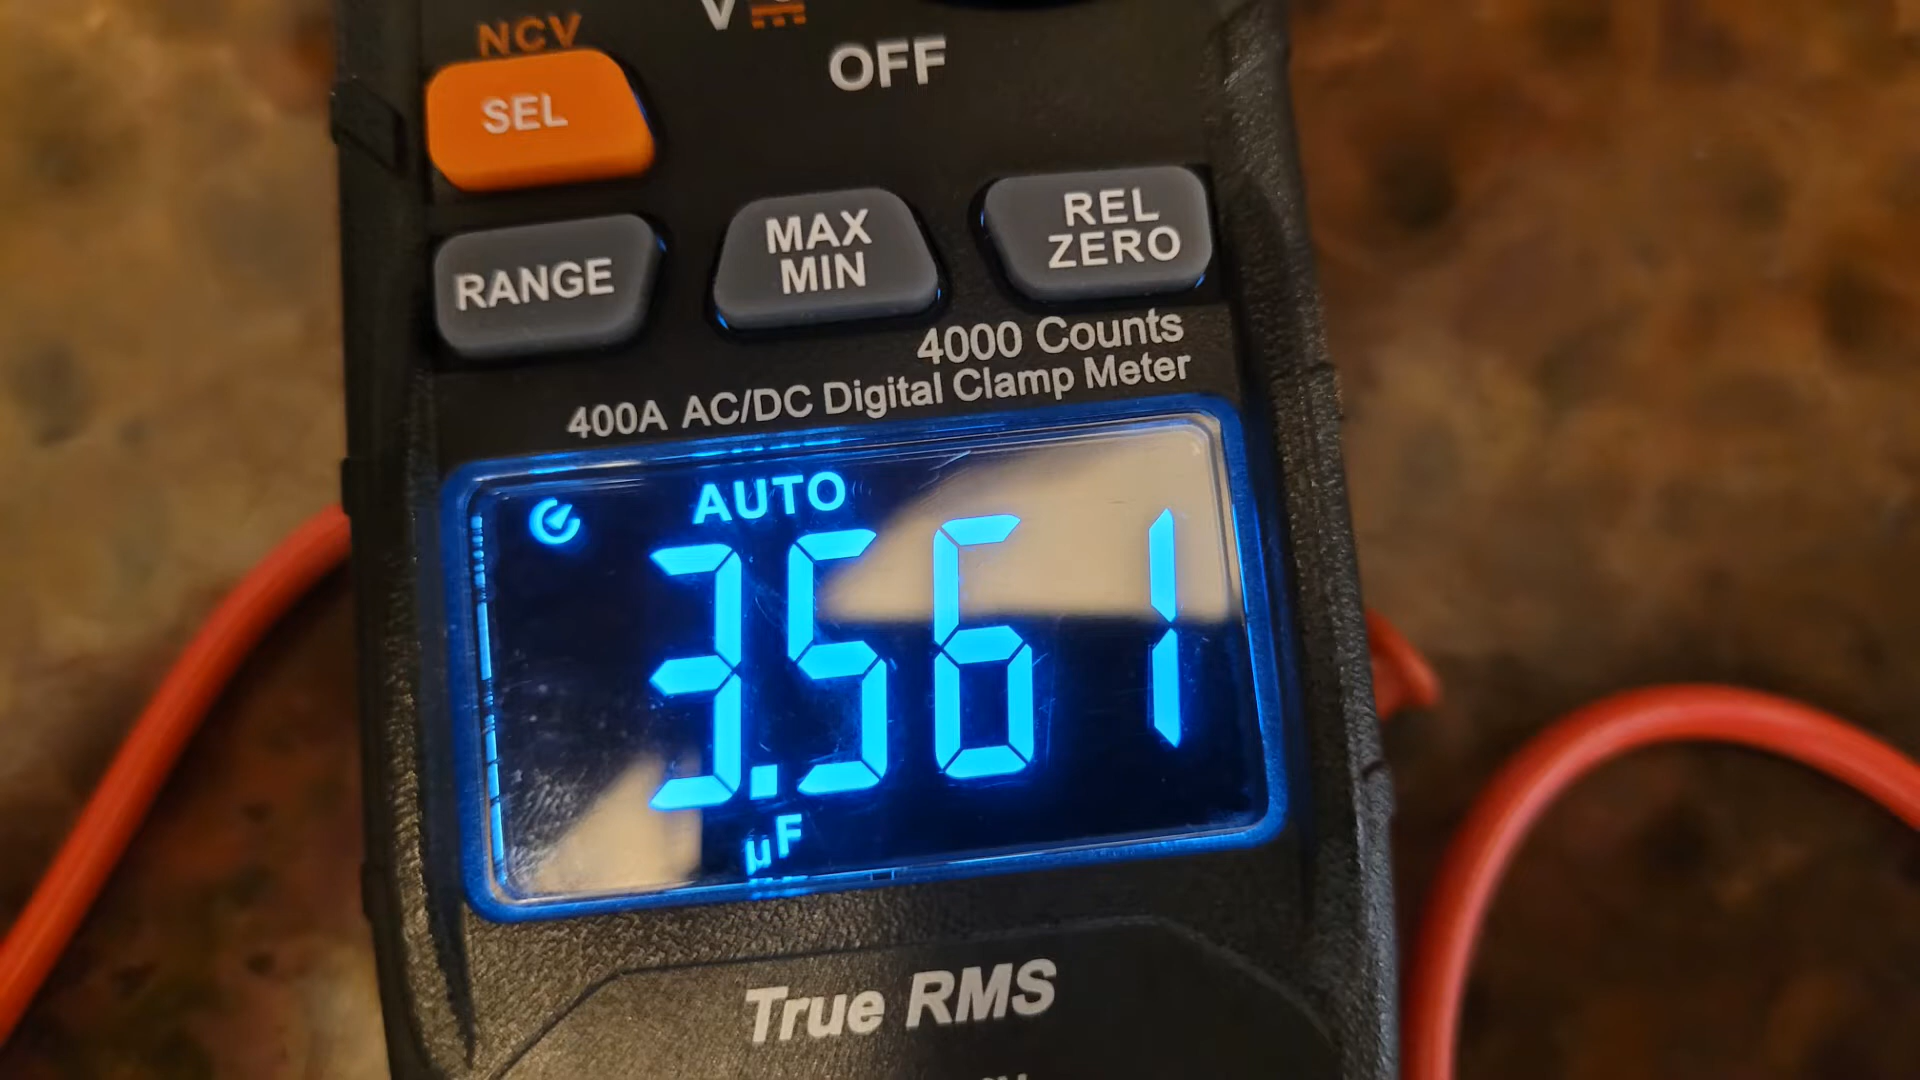 NCV
V
OFF
SEL
RANGE
MAX
MIN
REL
ZERO
4000 Counts
400A AC/DC Digital Clamp Meter
AUTO
3.561
µF
True RMS